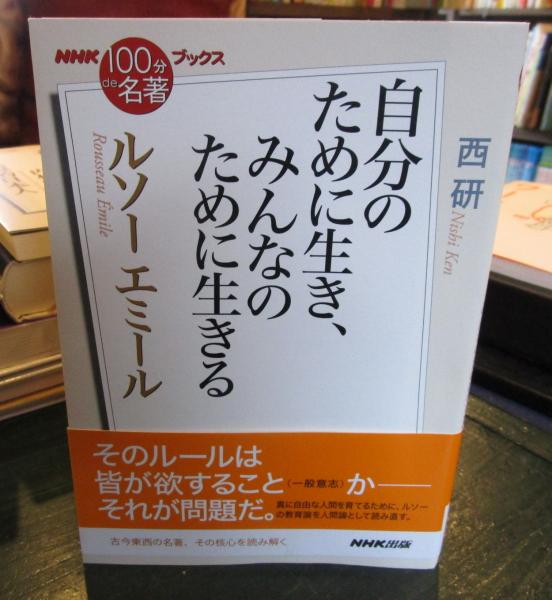 NHK 100分de名著 ブックス
自分の
ために生き、
みんなの
ために生きる
西研
Nishi Ken
ルソー エミール
Rousseau Émile
そのルールは
皆が欲すること(一般意志)か――
それが問題だ。
真に自由な人間を育てるために、ルソー
の教育論を人間論として読み直す。
古今東西の名著、その核心を読み解く
NHK出版